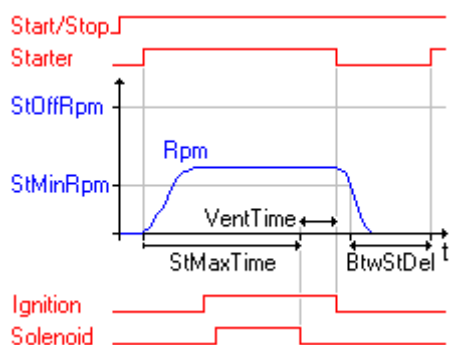 Start/Stop
Starter
StOffRpm
Rpm
StMinRpm
VentTime
t
StMaxTime
BtwStDel
Ignition
Solenoid